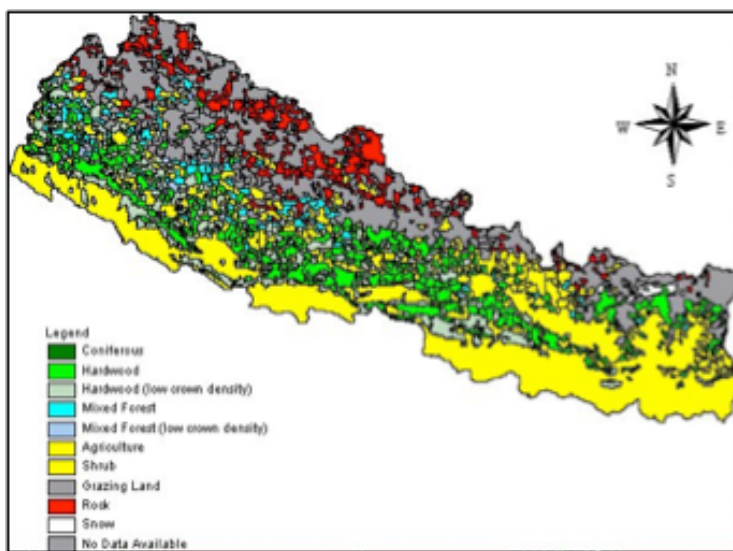 N
W E
S
Legend
Coniferous
Hardwood
Hardwood (low crown density)
Mixed Forest
Mixed Forest (low crown density)
Agriculture
Shrub
Grazing Land
Rock
Snow
No Data Available